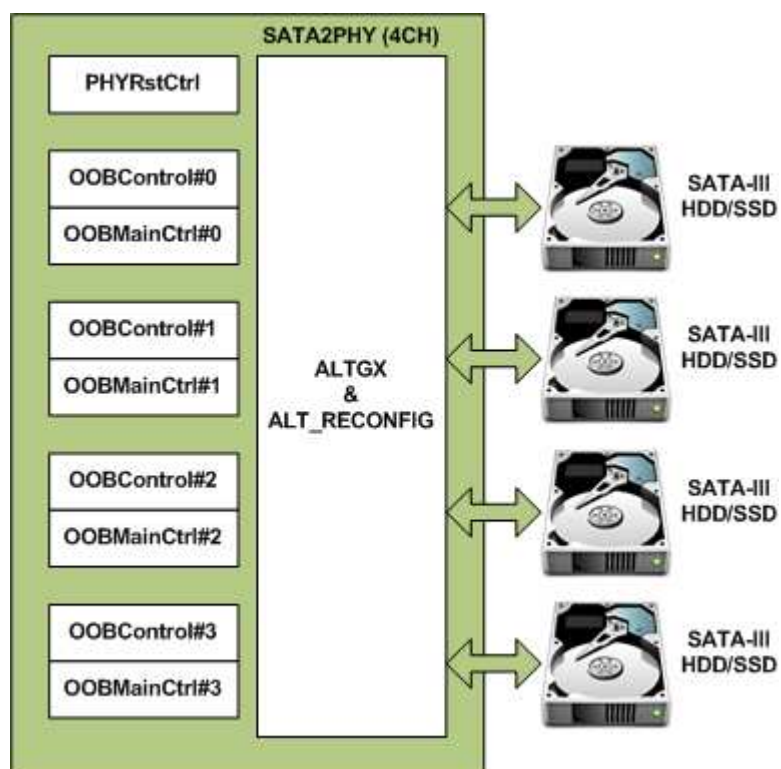 SATA2PHY (4CH)
PHYRstCtrl
OOBControl#0
OOBMainCtrl#0
OOBControl#1
OOBMainCtrl#1
OOBControl#2
OOBMainCtrl#2
OOBControl#3
OOBMainCtrl#3
ALTGX
&
ALT_RECONFIG
SATA-III
HDD/SSD
SATA-III
HDD/SSD
SATA-III
HDD/SSD
SATA-III
HDD/SSD